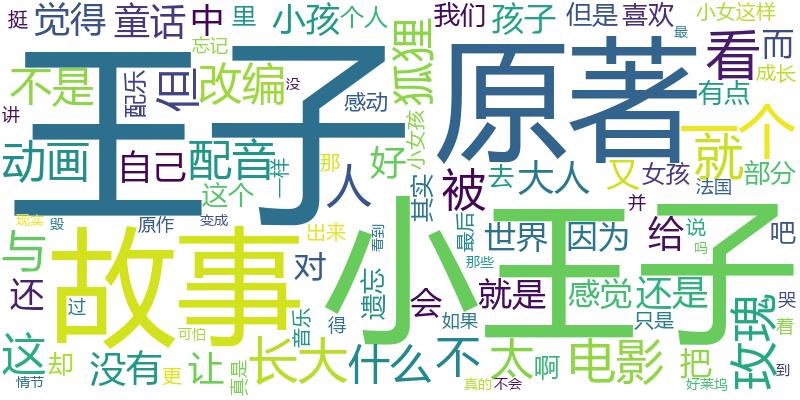 挺
觉得
童话
中
里
小孩
个人
我们
孩子
但是
喜欢
小女这样
最
忘记
不是
王子
配乐
但
改编
没
感动
狐狸
原著
看
而
有点
成长
讲
动画
自己
配音
这个
一样
那
人
好
小女孩
其实
被
去
大人
又
女孩
就
一个
法国
部分
并
现实
毁
原作
变成
出来
与
故事
对
小王子
看到
最后
那些
世界
因为
给
说
吗
吧
还
过
遗忘
会
就是
感觉
还是
玫瑰
哭
着
音乐
得
如果
只是
可怕
这
却
没有
更
让
真是
长大
什么
不
太
啊
电影
把
到
情节
真的
不会
好莱坞